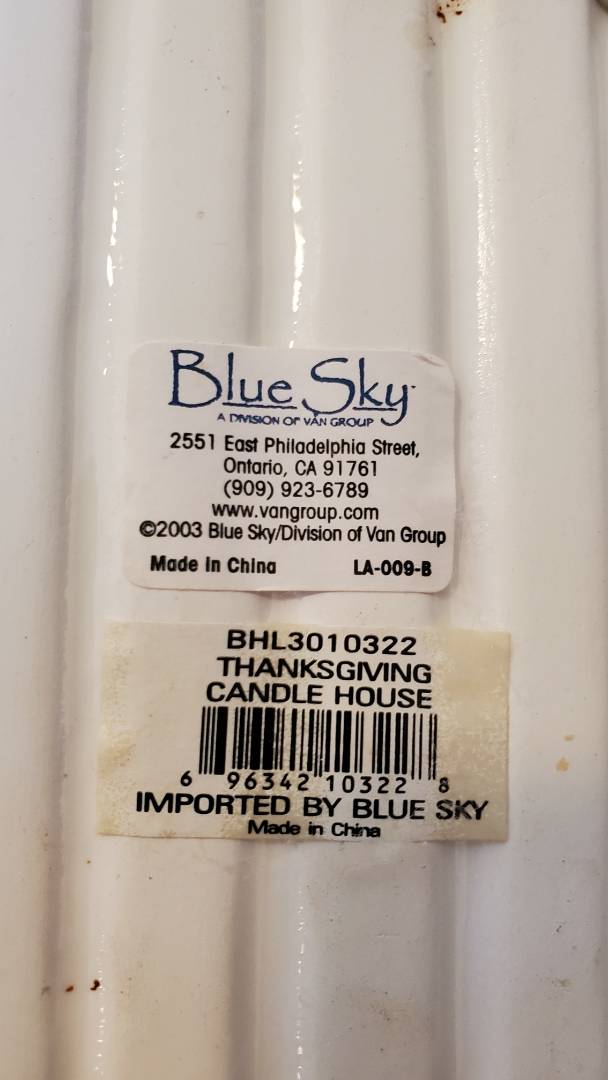 Blue Sky
A DIVISION OF VAN GROUP
2551 East Philadelphia Street,
Ontario, CA 91761
(909) 923-6789
www.vangroup.com
©2003 Blue Sky/Division of Van Group
Made in China LA-009-B
BHL3010322
THANKSGIVING
CANDLE HOUSE
6 96342 10322 8
IMPORTED BY BLUE SKY
Made in China